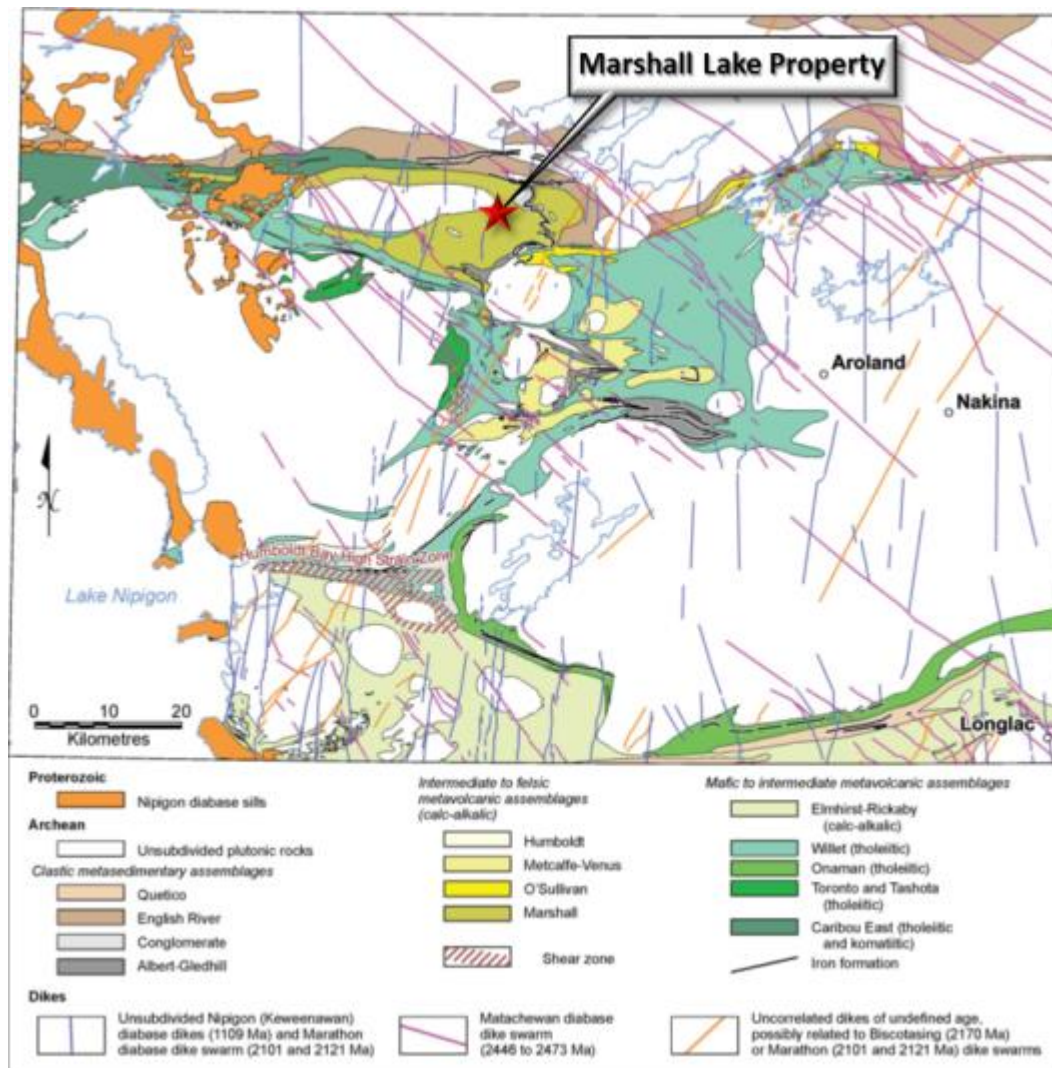 Marshall Lake Property
Aroland
Nakina
N
Humboldt Bay High Strain Zone
Lake Nipigon
0 10 20
Kilometres
Longlac
Proterozoic
Nipigon diabase sills
Archean
Unsubdivided plutonic rocks
Clastic metasedimentary assemblages
Quetico
English River
Conglomerate
Albert-Gledhill
Intermediate to felsic
metavolcanic assemblages
(calc-alkalic)
Humboldt
Metcalfe-Venus
O'Sullivan
Marshall
Shear zone
Mafic to intermediate metavolcanic assemblages
Elmhirst-Rickaby
(calc-alkalic)
Willet (tholeiitic)
Onaman (tholeiitic)
Toronto and Tashota
(tholeiitic)
Caribou East (tholeiitic
and komatiitic)
Iron formation
Dikes
Unsubdivided Nipigon (Keweenawan)
diabase dikes (1109 Ma) and Marathon
diabase dike swarm (2101 and 2121 Ma)
Matachewan diabase
dike swarm
(2446 to 2473 Ma)
Uncorrelated dikes of undefined age,
possibly related to Biscotasing (2170 Ma)
or Marathon (2101 and 2121 Ma) dike swarms